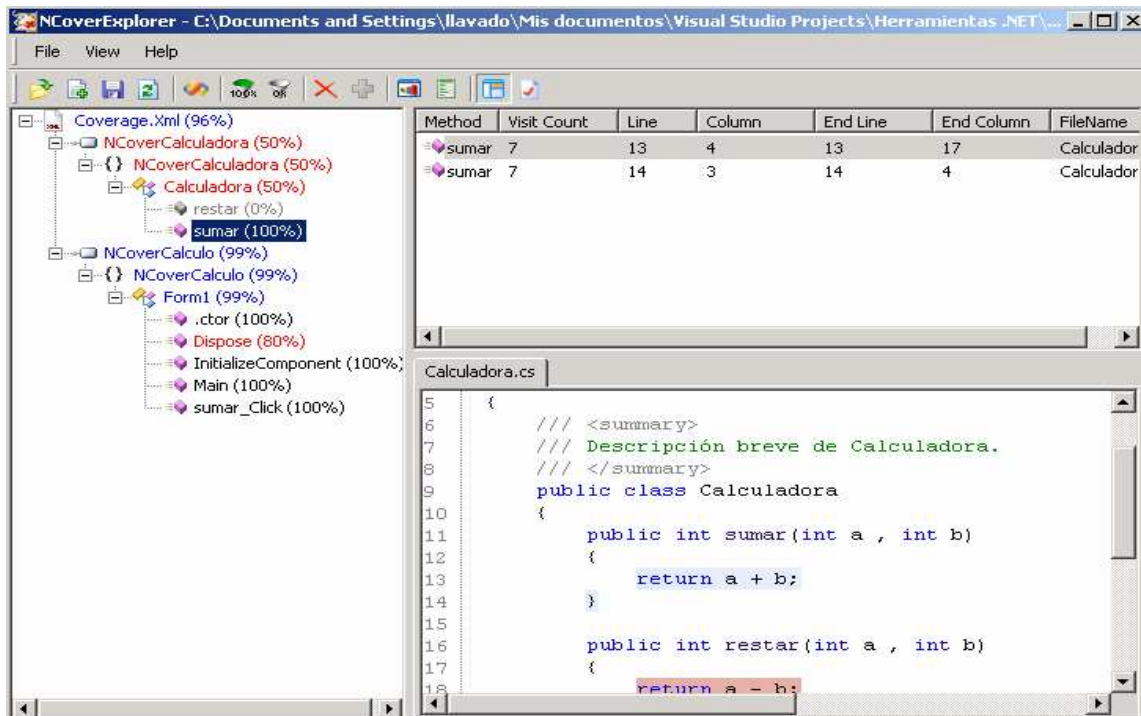 NCoverExplorer - C:\Documents and Settings\llavado\Mis documentos\Visual Studio Projects\Herramientas .NET\...
File View Help
100% OK
Coverage.Xml (96%)
NCoverCalculadora (50%)
{} NCoverCalculadora (50%)
Calculadora (50%)
restar (0%)
sumar (100%)
NCoverCalculo (99%)
{} NCoverCalculo (99%)
Form1 (99%)
.ctor (100%)
Dispose (80%)
InitializeComponent (100%)
Main (100%)
sumar_Click (100%)
Method Visit Count Line Column End Line End Column FileName
sumar 7 13 4 13 17 Calculador
sumar 7 14 3 14 4 Calculador
Calculadora.cs
5 {
6 /// <summary>
7 /// Descripción breve de Calculadora.
8 /// </summary>
9 public class Calculadora
10 {
11 public int sumar(int a , int b)
12 {
13 return a + b;
14 }
15
16 public int restar(int a , int b)
17 {
18 return a - b;